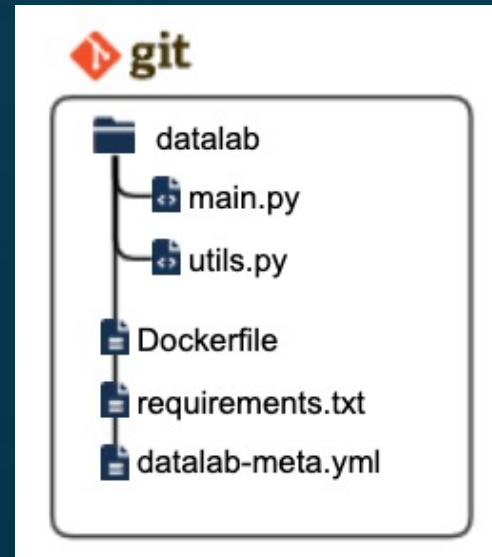 git
datalab
main.py
utils.py
Dockerfile
requirements.txt
datalab-meta.yml